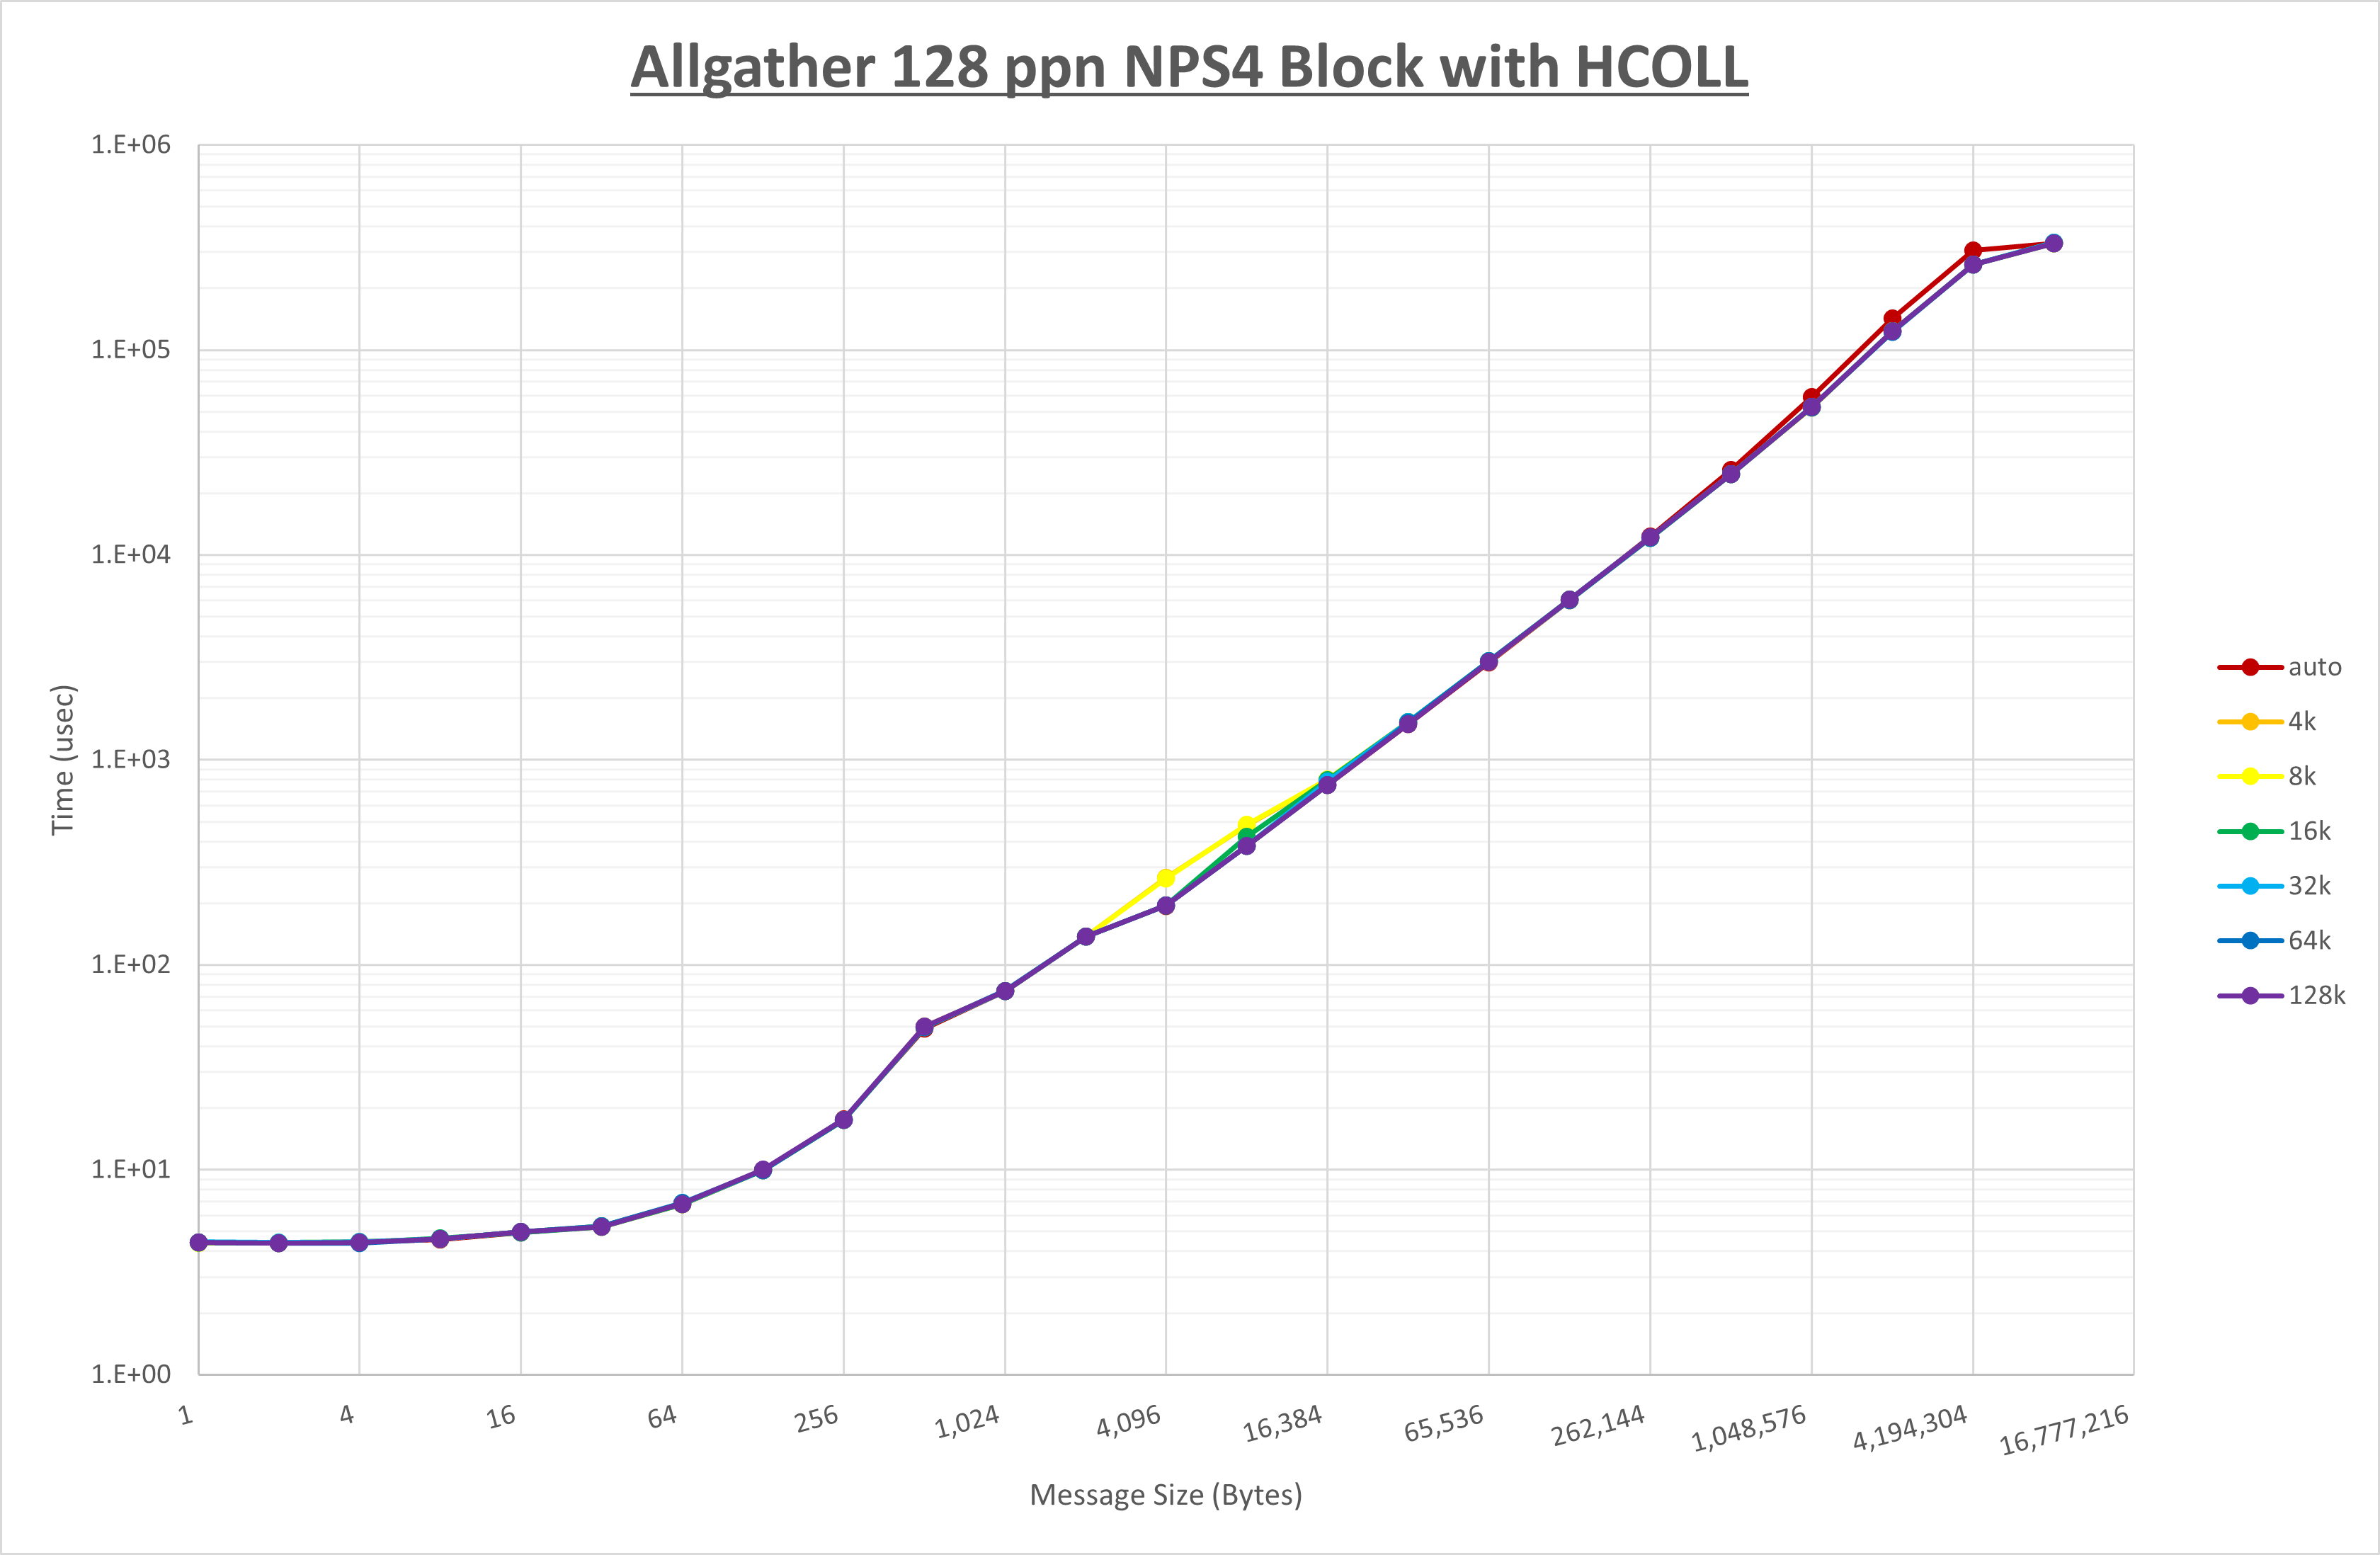 Allgather 128 ppn NPS4 Block with HCOLL
1.E+06
1.E+05
1.E+04
1.E+03
1.E+02
1.E+01
1.E+00
Time (usec)
1
4
16
64
256
1,024
4,096
16,384
65,536
262,144
1,048,576
4,194,304
16,777,216
Message Size (Bytes)
auto
4k
8k
16k
32k
64k
128k